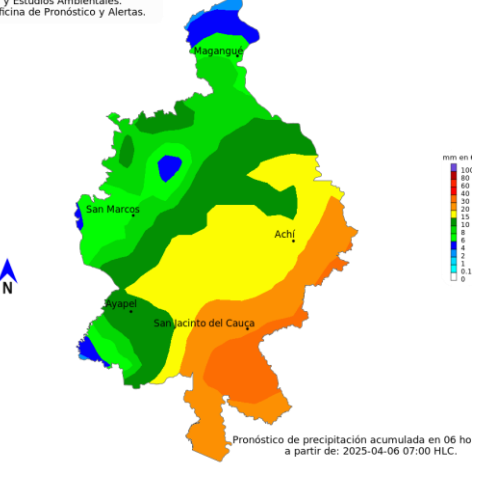 y Estudios Ambientales.
ficina de Pronóstico y Alertas.
Magangué
San Marcos
Achí
Ayapel
San Jacinto del Cauca
N
mm en
100
80
60
40
30
20
15
10
8
6
4
2
1
0.1
0
Pronóstico de precipitación acumulada en 06 ho
a partir de: 2025-04-06 07:00 HLC.